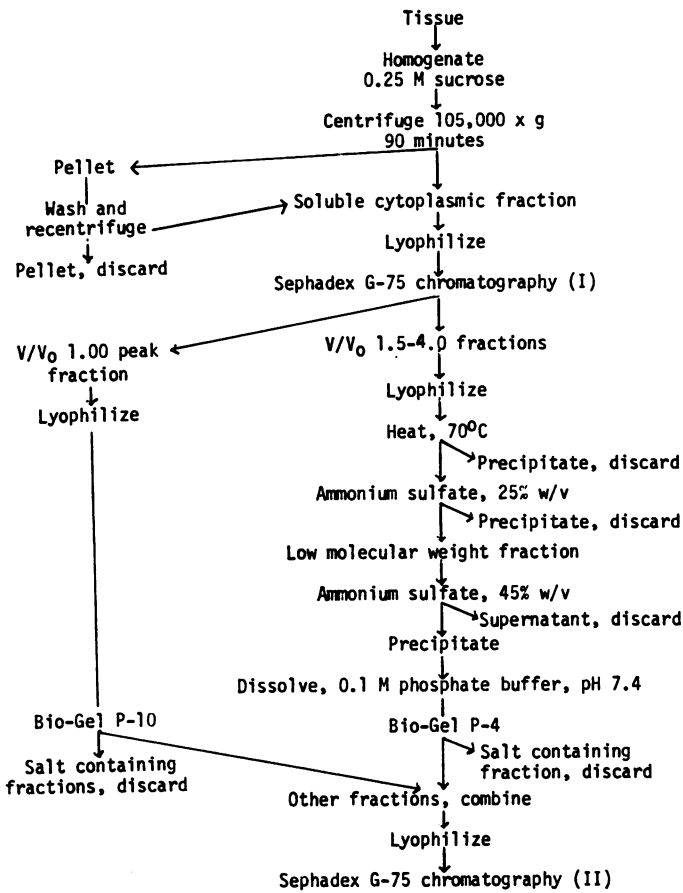 Tissue
Homogenate
0.25 M sucrose
Centrifuge 105,000 x g
90 minutes
Pellet
Wash and
recentrifuge
Soluble cytoplasmic fraction
Pellet, discard
Lyophilize
Sephadex G-75 chromatography (I)
V/V₀ 1.00 peak
fraction
V/V₀ 1.5-4.0 fractions
Lyophilize
Lyophilize
Heat, 70°C
Precipitate, discard
Ammonium sulfate, 25% w/v
Precipitate, discard
Low molecular weight fraction
Ammonium sulfate, 45% w/v
Supernatant, discard
Precipitate
Dissolve, 0.1 M phosphate buffer, pH 7.4
Bio-Gel P-10
Bio-Gel P-4
Salt containing
fractions, discard
Salt containing
fraction, discard
Other fractions, combine
Lyophilize
Sephadex G-75 chromatography (II)